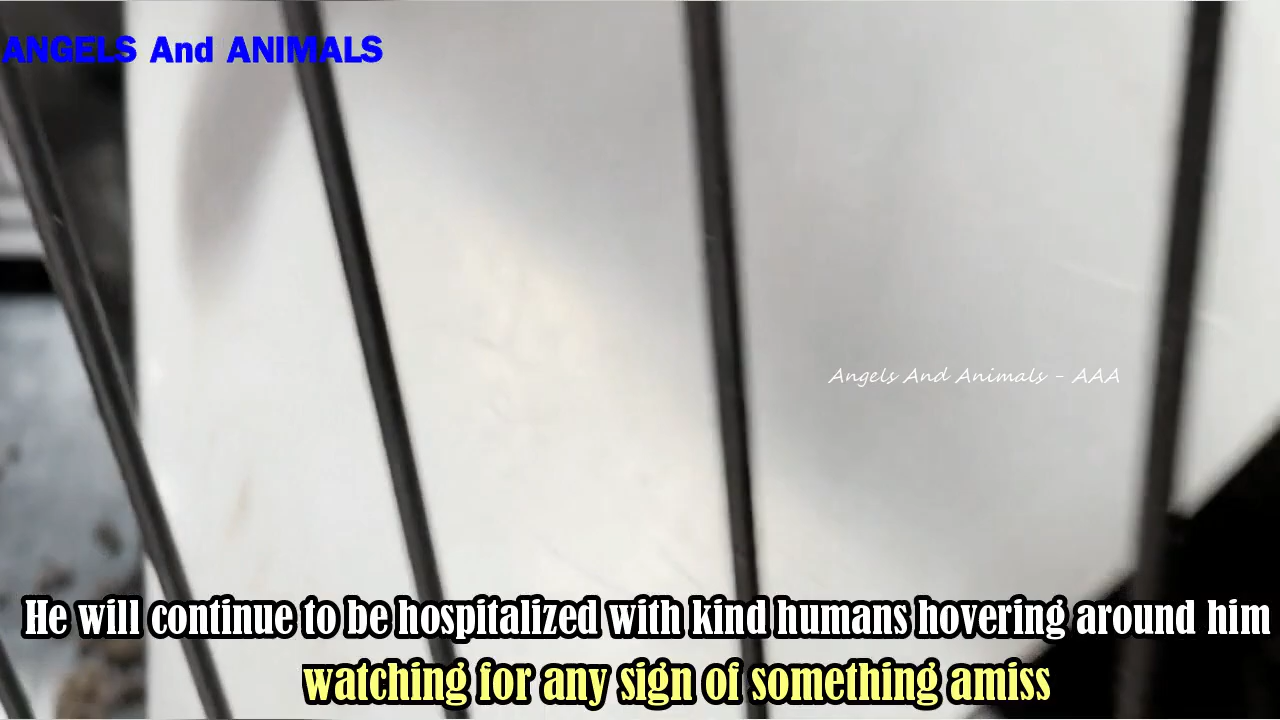 ANGELS And ANIMALS
Angels And Animals - AAA
He will continue to be hospitalized with kind humans hovering around him
watching for any sign of something amiss